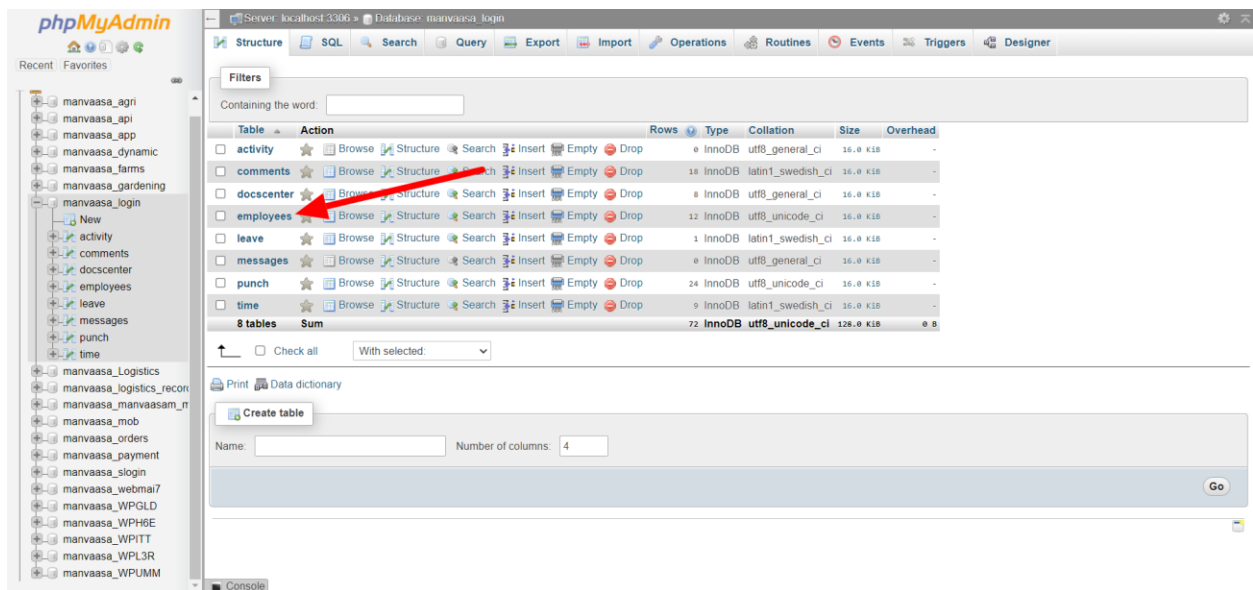 phpMyAdmin
Recent Favorites
manvaasa_agri
manvaasa_api
manvaasa_app
manvaasa_dynamic
manvaasa_farms
manvaasa_gardening
manvaasa_login
New
activity
comments
docscenter
employees
leave
messages
punch
time
manvaasa_Logistics
manvaasa_logistics_record
manvaasa_manvaasam_m
manvaasa_mob
manvaasa_orders
manvaasa_payment
manvaasa_slogin
manvaasa_webmai7
manvaasa_WPGLD
manvaasa_WPH6E
manvaasa_WPITT
manvaasa_WPL3R
manvaasa_WPUMM
Server: localhost:3306 » Database: manvaasa_login
Structure SQL Search Query Export Import Operations Routines Events Triggers Designer
Filters
Containing the word:
Table Action Rows Type Collation Size Overhead
activity Browse Structure Search Insert Empty Drop 0 InnoDB utf8_general_ci 16.0 KiB -
comments Browse Structure Search Insert Empty Drop 18 InnoDB latin1_swedish_ci 16.0 KiB -
docscenter Browse Structure Search Insert Empty Drop 8 InnoDB utf8_general_ci 16.0 KiB -
employees Browse Structure Search Insert Empty Drop 12 InnoDB utf8_unicode_ci 16.0 KiB -
leave Browse Structure Search Insert Empty Drop 1 InnoDB latin1_swedish_ci 16.0 KiB -
messages Browse Structure Search Insert Empty Drop 0 InnoDB utf8_general_ci 16.0 KiB -
punch Browse Structure Search Insert Empty Drop 24 InnoDB utf8_unicode_ci 16.0 KiB -
time Browse Structure Search Insert Empty Drop 9 InnoDB latin1_swedish_ci 16.0 KiB -
8 tables Sum 72 InnoDB utf8_unicode_ci 128.0 KiB 0 B
Check all With selected:
Print Data dictionary
Create table
Name: Number of columns: 4
Go
Console